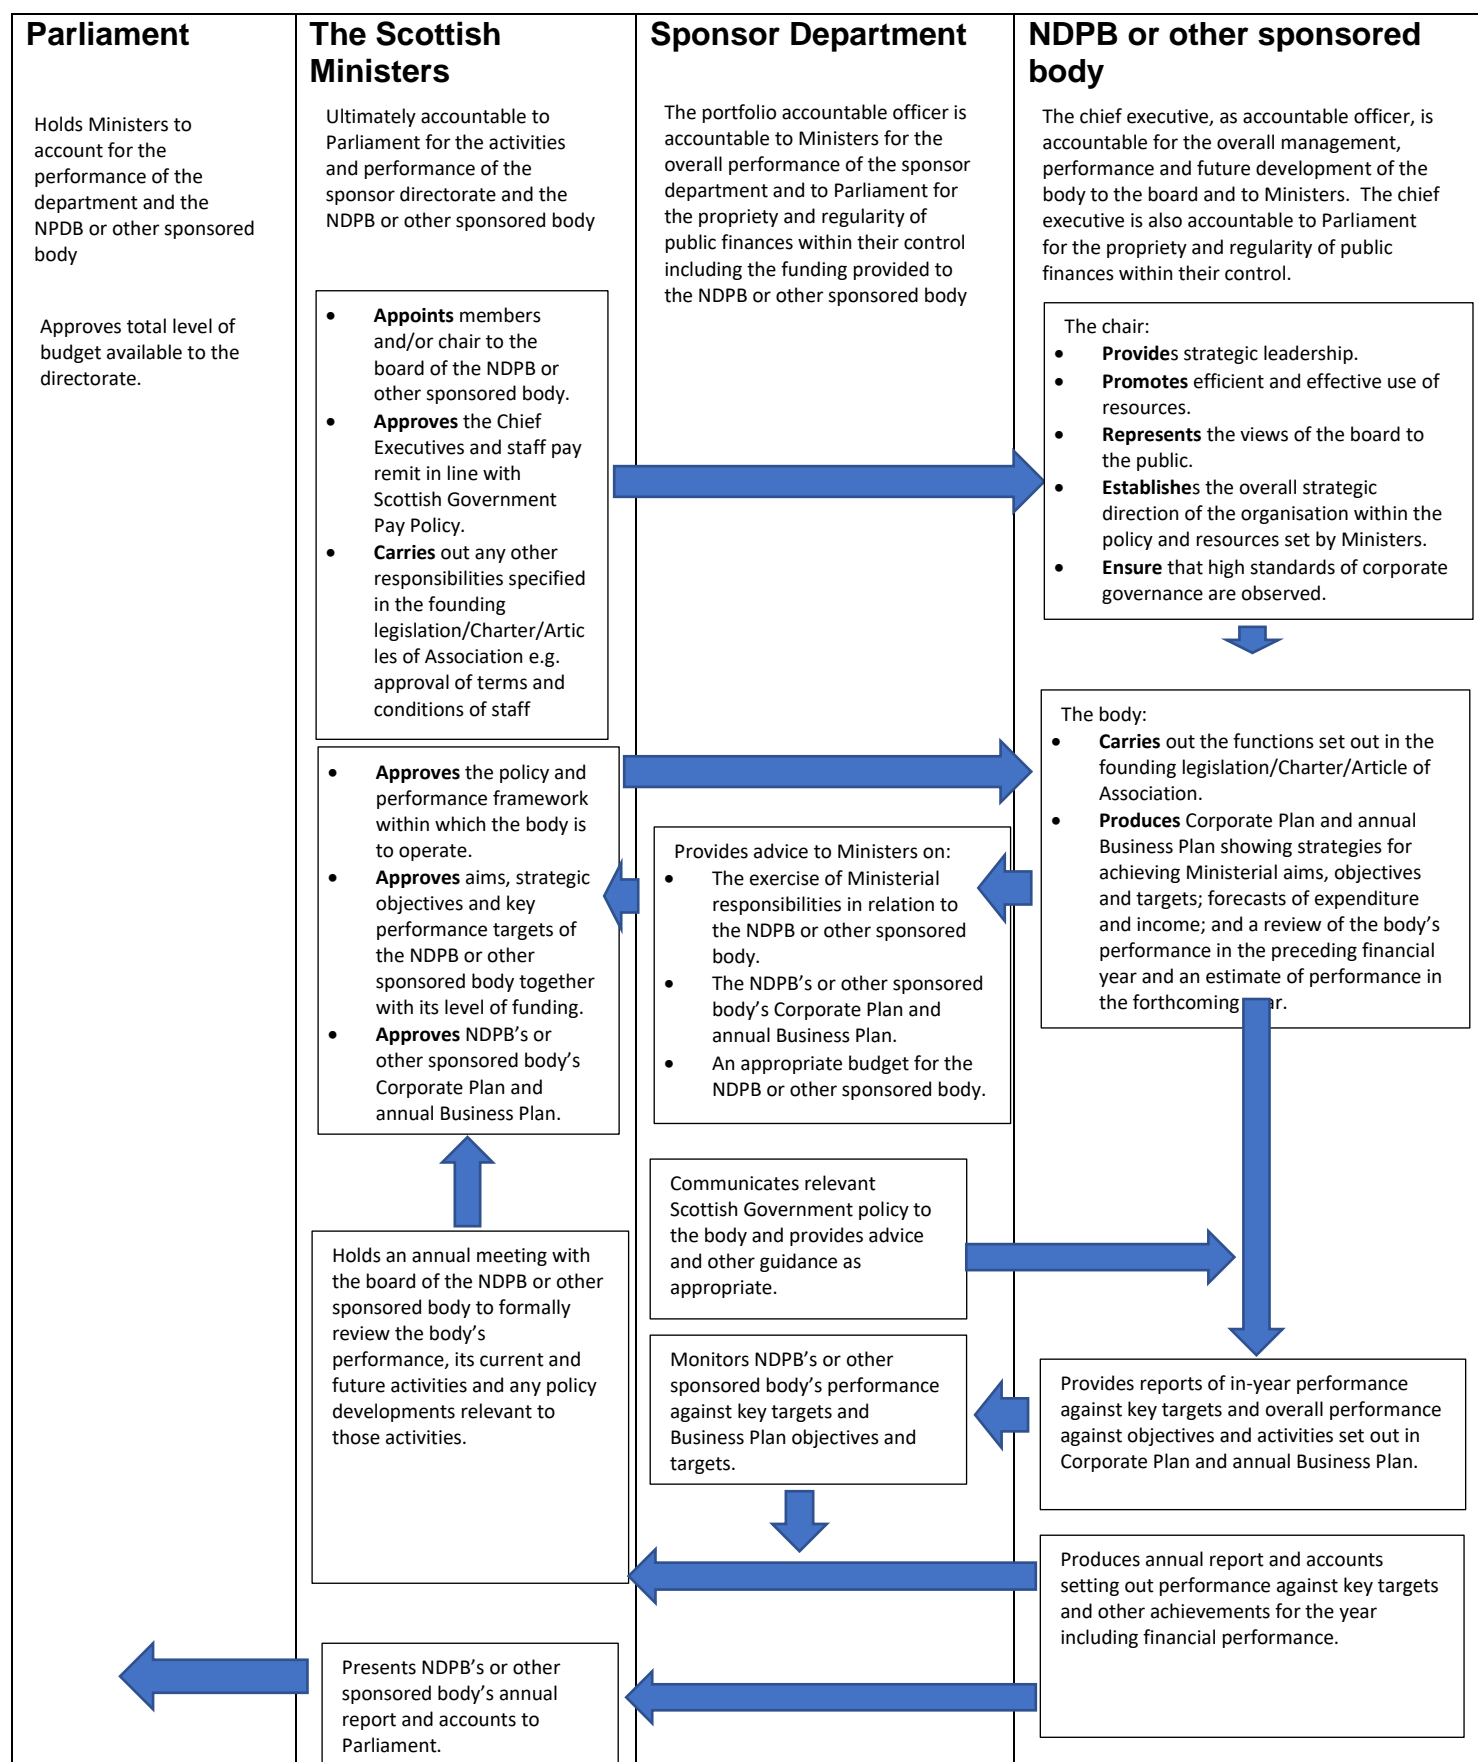 Parliament
Holds Ministers to
account for the
performance of the
department and the
NPDB or other sponsored
body
Approves total level of
budget available to the
directorate.
The Scottish
Ministers
Ultimately accountable to
Parliament for the activities
and performance of the
sponsor directorate and the
NDPB or other sponsored body
• Appoints members
and/or chair to the
board of the NDPB or
other sponsored body.
• Approves the Chief
Executives and staff pay
remit in line with
Scottish Government
Pay Policy.
• Carries out any other
responsibilities specified
in the founding
legislation/Charter/Artic
les of Association e.g.
approval of terms and
conditions of staff
• Approves the policy and
performance framework
within which the body is
to operate.
• Approves aims, strategic
objectives and key
performance targets of
the NDPB or other
sponsored body together
with its level of funding.
• Approves NDPB’s or
other sponsored body’s
Corporate Plan and
annual Business Plan.
Holds an annual meeting with
the board of the NDPB or other
sponsored body to formally
review the body’s
performance, its current and
future activities and any policy
developments relevant to
those activities.
Presents NDPB’s or other
sponsored body’s annual
report and accounts to
Parliament.
Sponsor Department
The portfolio accountable officer is
accountable to Ministers for the
overall performance of the sponsor
department and to Parliament for
the propriety and regularity of
public finances within their control
including the funding provided to
the NDPB or other sponsored body
Provides advice to Ministers on:
• The exercise of Ministerial
responsibilities in relation to
the NDPB or other sponsored
body.
• The NDPB’s or other sponsored
body’s Corporate Plan and
annual Business Plan.
• An appropriate budget for the
NDPB or other sponsored body.
Communicates relevant
Scottish Government policy to
the body and provides advice
and other guidance as
appropriate.
Monitors NDPB’s or other
sponsored body’s performance
against key targets and
Business Plan objectives and
targets.
NDPB or other sponsored
body
The chief executive, as accountable officer, is
accountable for the overall management,
performance and future development of the
body to the board and to Ministers.  The chief
executive is also accountable to Parliament
for the propriety and regularity of public
finances within their control.
The chair:
• Provides strategic leadership.
• Promotes efficient and effective use of
resources.
• Represents the views of the board to
the public.
• Establishes the overall strategic
direction of the organisation within the
policy and resources set by Ministers.
• Ensure that high standards of corporate
governance are observed.
The body:
• Carries out the functions set out in the
founding legislation/Charter/Article of
Association.
• Produces Corporate Plan and annual
Business Plan showing strategies for
achieving Ministerial aims, objectives
and targets; forecasts of expenditure
and income; and a review of the body’s
performance in the preceding financial
year and an estimate of performance in
the forthcoming
Provides reports of in-year performance
against key targets and overall performance
against objectives and activities set out in
Corporate Plan and annual Business Plan.
Produces annual report and accounts
setting out performance against key targets
and other achievements for the year
including financial performance.